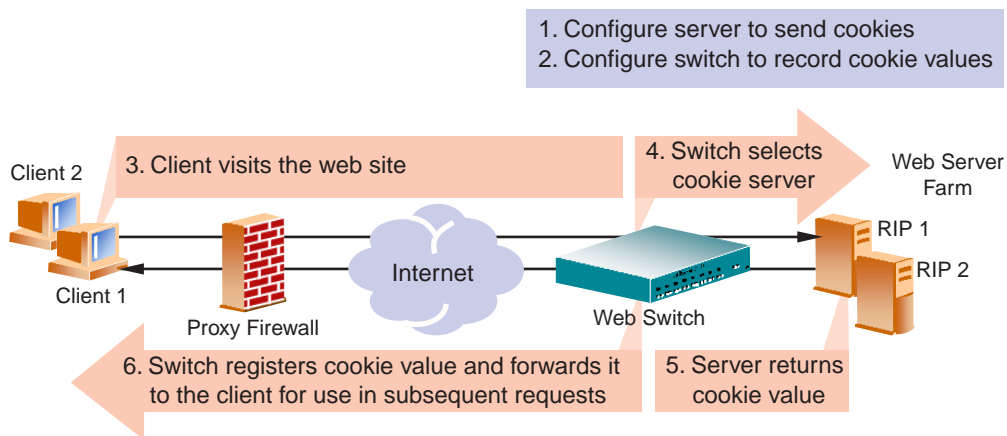 1. Configure server to send cookies
2. Configure switch to record cookie values
3. Client visits the web site
4. Switch selects
cookie server
Web Server
Farm
Client 2
RIP 1
RIP 2
Internet
Client 1
Proxy Firewall
Web Switch
6. Switch registers cookie value and forwards it
to the client for use in subsequent requests
5. Server returns
cookie value